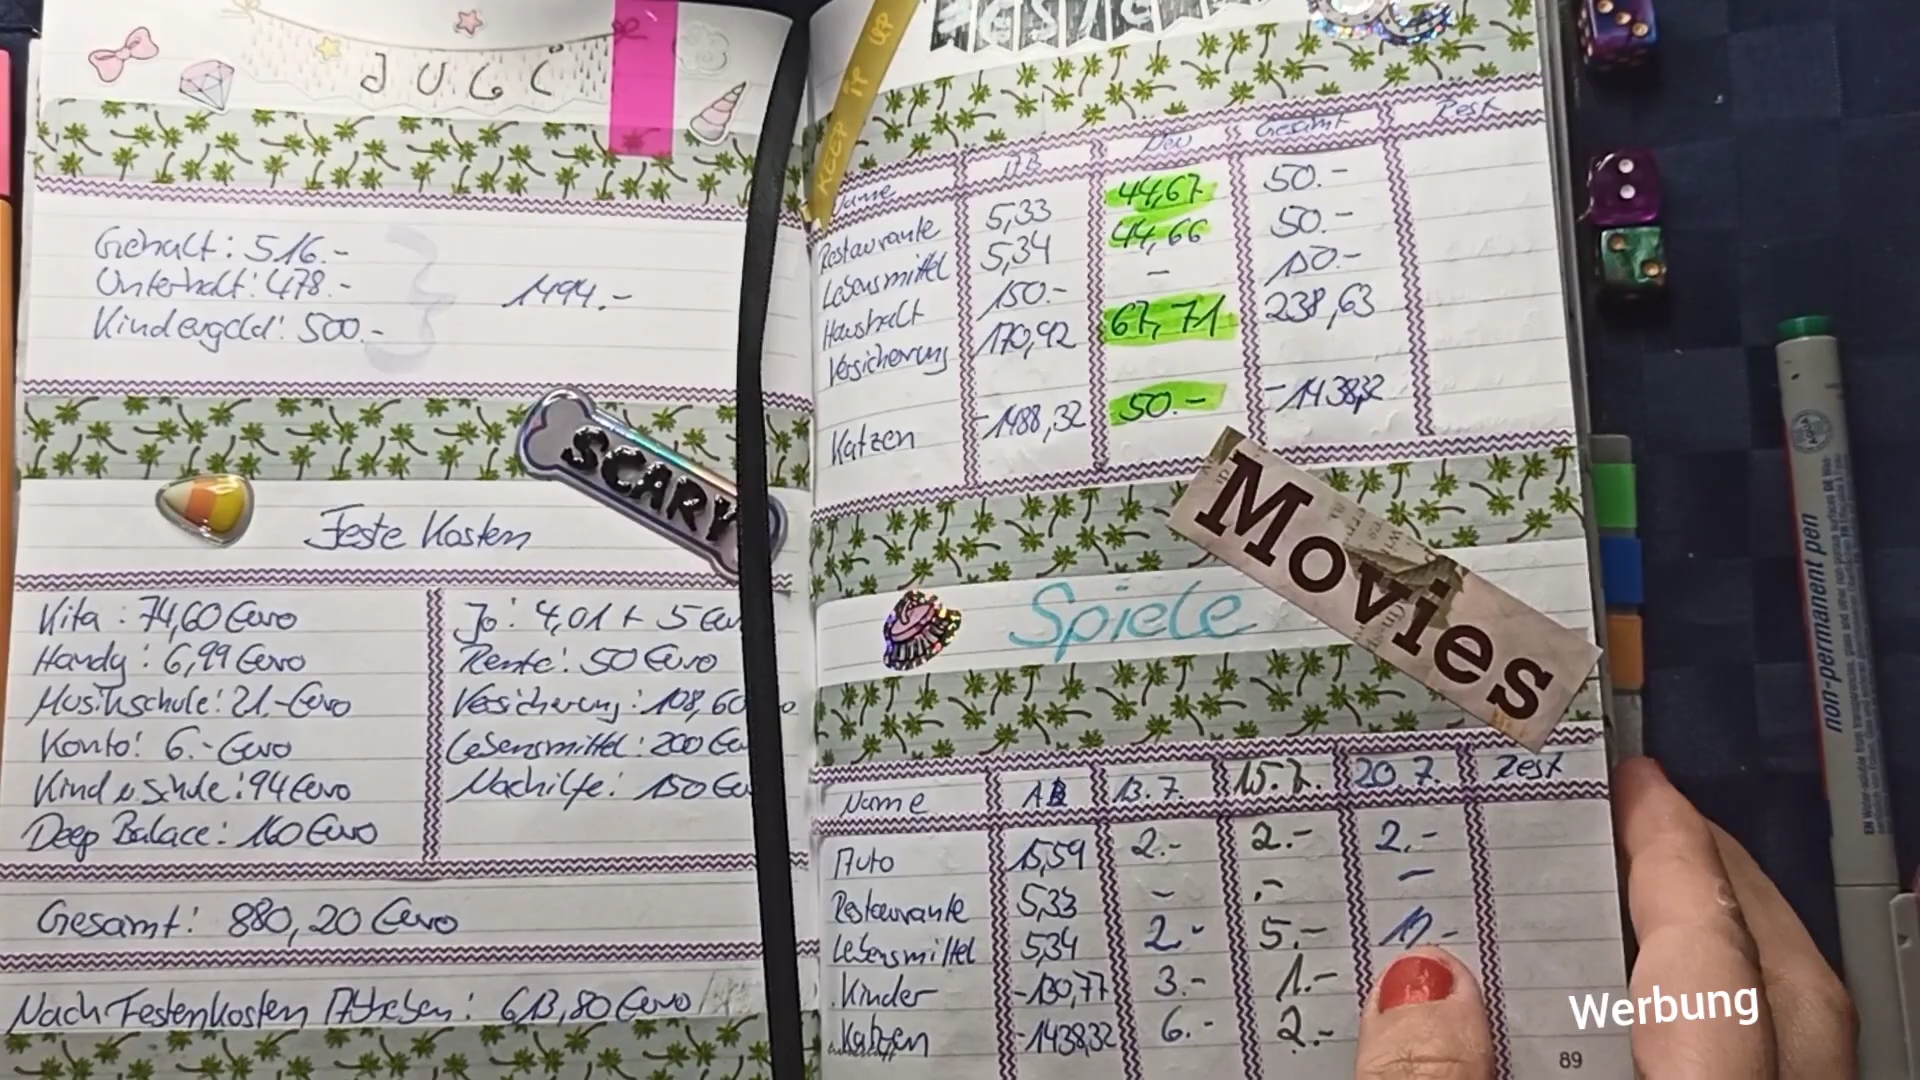 JULI
Gehalt: 516.-
Unterhalt: 478.-
Kindergeld: 500.-
1494.-
SCARY
Feste Kosten
Kita: 74,60 Euro
Handy: 6,99 Euro
Musikschule: 21.- Euro
Konto: 6.- Euro
Kind u Schule: 94 Euro
Deep Balace: 160 Euro
Jo: 4,01 + 5 Eu
Rente: 50 Euro
Versicherung: 108,60
Lebensmittel: 200 Eu
Nachilfe: 150 Eu
Gesamt: 880,20 Euro
Nach Festenkosten Abheben: 613,80 Euro
KEEP IT UP
Name AB Neu Gesamt Rest
Restaurante 5,33 44,67 50.-
Lebensmittel 5,34 44,66 50.-
Haushalt 150.- - 150.-
Versicherung 170,92 67,71 238,63
Katzen -1488,32 50.- -1438,32
Movies
Spiele
Name AB 13.7. 15.7. 20.7. Rest
Auto 15,59 2.- 2.- 2.-
Restaurante 5,33 - .- -
Lebensmittel 5,34 2.- 5.-
Kinder -130,77 3.- 1.-
Katzen -1438,32 6.- 2.-
89
non-permanent pen
Werbung